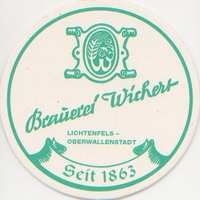 Brauerei Wichert
LICHTENFELS -
OBERWALLENSTADT
Seit 1863